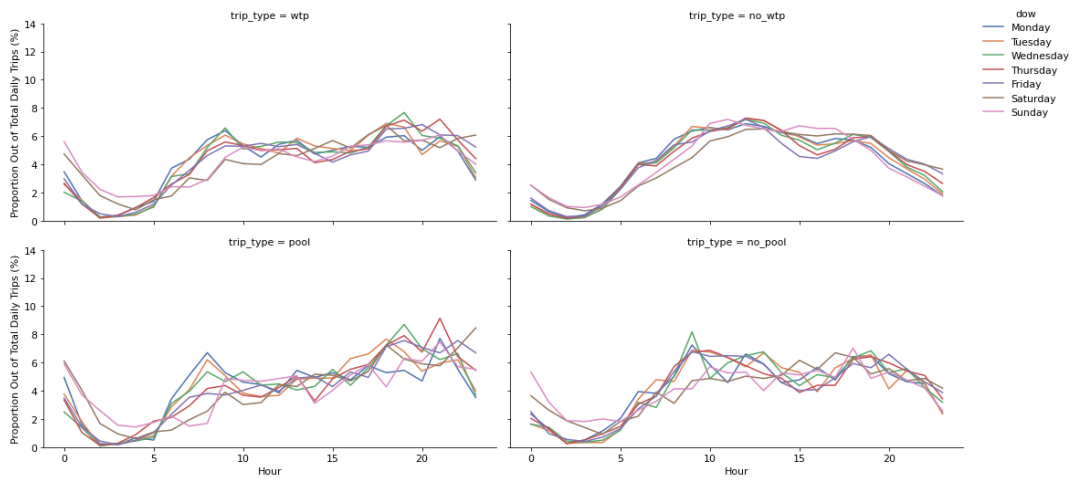 trip_type = wtp
trip_type = no_wtp
dow
Monday
Tuesday
Wednesday
Thursday
Friday
Saturday
Sunday
Proportion Out of Total Daily Trips (%)
14
12
10
8
6
4
2
0
trip_type = pool
trip_type = no_pool
Proportion Out of Total Daily Trips (%)
14
12
10
8
6
4
2
0
0 5 10 15 20
0 5 10 15 20
Hour
Hour